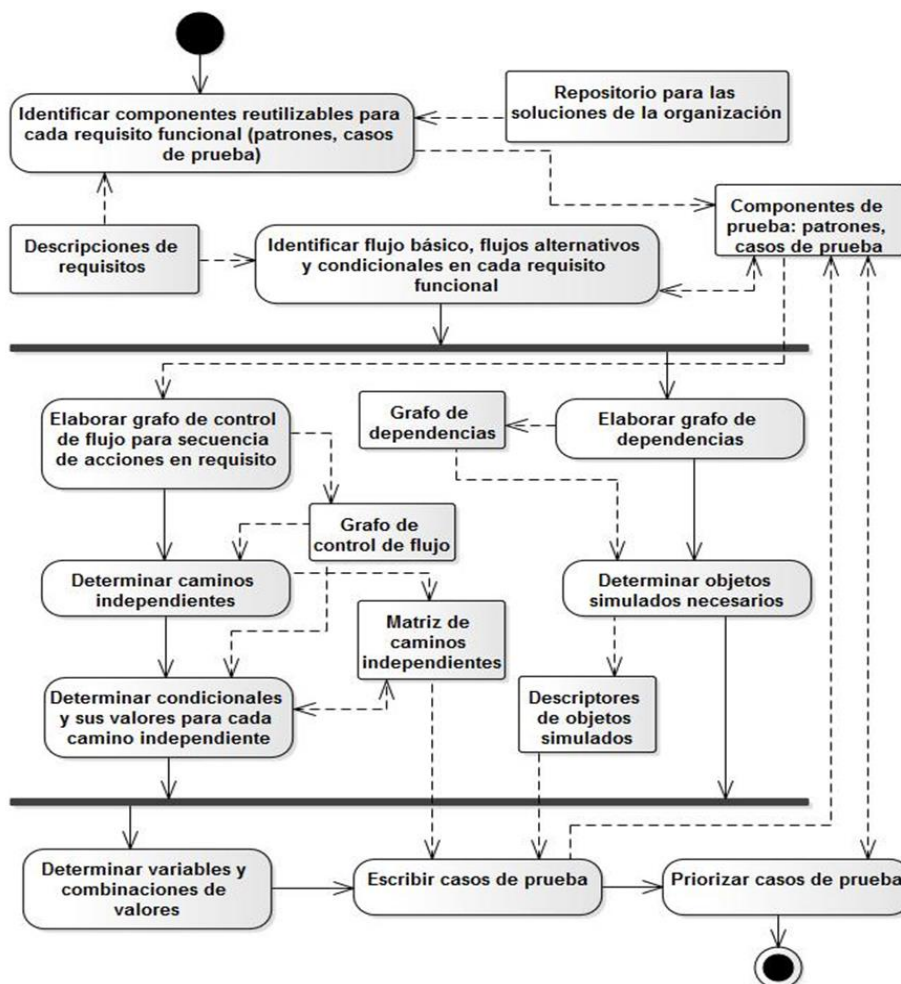 Identificar componentes reutilizables para
cada requisito funcional (patrones, casos
de prueba)
Repositorio para las
soluciones de la organización
Descripciones de
requisitos
Identificar flujo básico, flujos alternativos
y condicionales en cada requisito
funcional
Componentes de
prueba: patrones,
casos de prueba
Elaborar grafo de control
de flujo para secuencia
de acciones en requisito
Grafo de
dependencias
Elaborar grafo de
dependencias
Grafo de
control de flujo
Determinar caminos
independientes
Matriz de
caminos
independientes
Determinar objetos
simulados necesarios
Determinar condicionales
y sus valores para cada
camino independiente
Descriptores
de objetos
simulados
Determinar variables y
combinaciones de
valores
Escribir casos de prueba
Priorizar casos de prueba